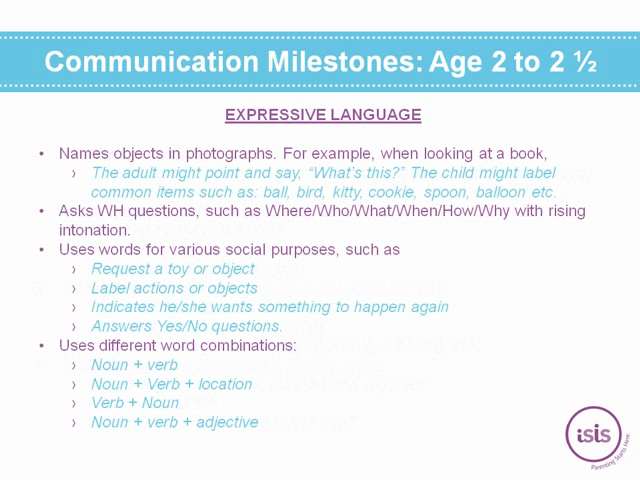 Communication Milestones: Age 2 to 2 ½
EXPRESSIVE LANGUAGE
• Names objects in photographs. For example, when looking at a book,
› The adult might point and say, “What’s this?” The child might label
common items such as: ball, bird, kitty, cookie, spoon, balloon etc.
• Asks WH questions, such as Where/Who/What/When/How/Why with rising
intonation.
• Uses words for various social purposes, such as
› Request a toy or object
› Label actions or objects
› Indicates he/she wants something to happen again
› Answers Yes/No questions.
• Uses different word combinations:
› Noun + verb
› Noun + Verb + location
› Verb + Noun
› Noun + verb + adjective
isis
Parenting Starts Here.